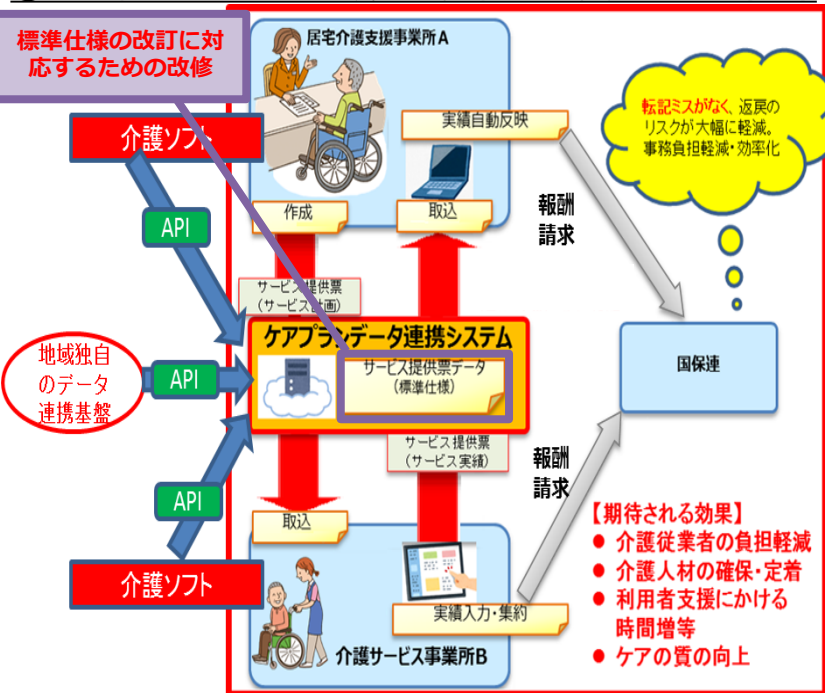 標準仕様の改訂に対
応するための改修
居宅介護支援事業所A
介護ソフト
実績自動反映
転記ミスがなく、返戻の
リスクが大幅に軽減。
事務負担軽減・効率化
作成
取込
API
報酬
請求
サービス提供票
(サービス計画)
ケアプランデータ連携システム
サービス提供票データ
(標準仕様)
地域独自
のデータ
連携基盤
API
国保連
サービス提供票
(サービス実績)
報酬
請求
API
取込
【期待される効果】
● 介護従業者の負担軽減
● 介護人材の確保・定着
● 利用者支援にかける
時間増等
● ケアの質の向上
介護ソフト
実績入力・集約
介護サービス事業所B